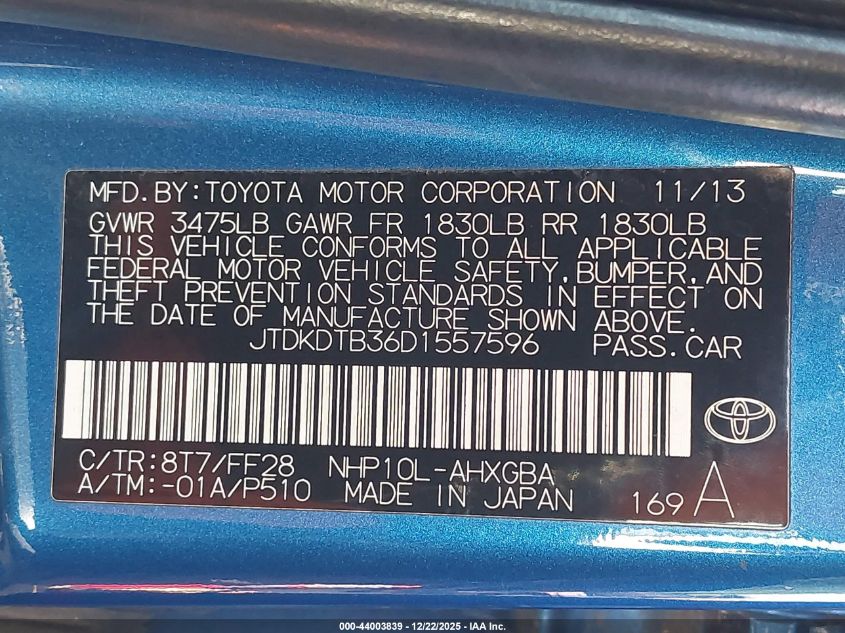 MFD.BY:TOYOTA MOTOR CORPORATION 11/13
GVWR 3475LB GAWR FR 1830LB RR 1830LB
THIS VEHICLE CONFORMS TO ALL APPLICABLE
FEDERAL MOTOR VEHICLE SAFETY,BUMPER,AND
THEFT PREVENTION STANDARDS IN EFFECT ON
THE DATE OF MANUFACTURE SHOWN ABOVE.
JTDKDTB36D1557596 PASS.CAR
C/TR:8T7/FF28 NHP10L-AHXGBA
A/TM:-01A/P510 MADE IN JAPAN 169 A
000-44003839 - 12/22/2025 - IAA Inc.